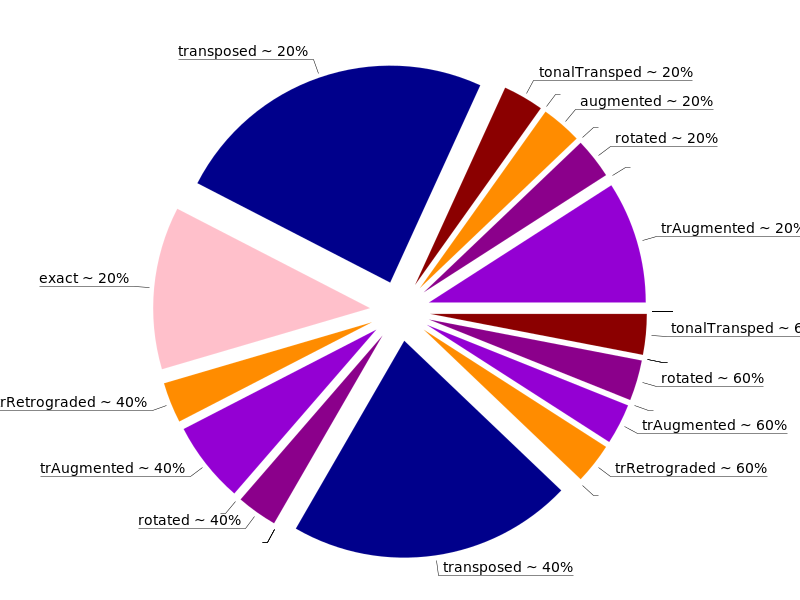 transposed ~ 20%
tonalTransped ~ 20%
augmented ~ 20%
rotated ~ 20%
trAugmented ~ 20%
exact ~ 20%
tonalTransped ~ 6
rotated ~ 60%
rRetrograded ~ 40%
trAugmented ~ 60%
trAugmented ~ 40%
trRetrograded ~ 60%
rotated ~ 40%
transposed ~ 40%